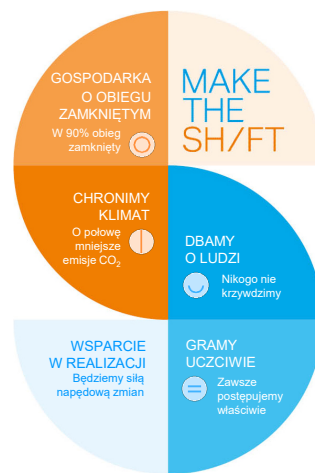 GOSPODARKA
O OBIEGU
ZAMKNIĘTYM
W 90% obieg
zamknięty
MAKE
THE
SH/FT
CHRONIMY
KLIMAT
O połowę
mniejsze
emisje CO₂
DBAMY
O LUDZI
Nikogo nie
krzywdzimy
WSPARCIE
W REALIZACJI
Będziemy siłą
napędową zmian
GRAMY
UCZCIWIE
Zawsze
postępujemy
właściwie